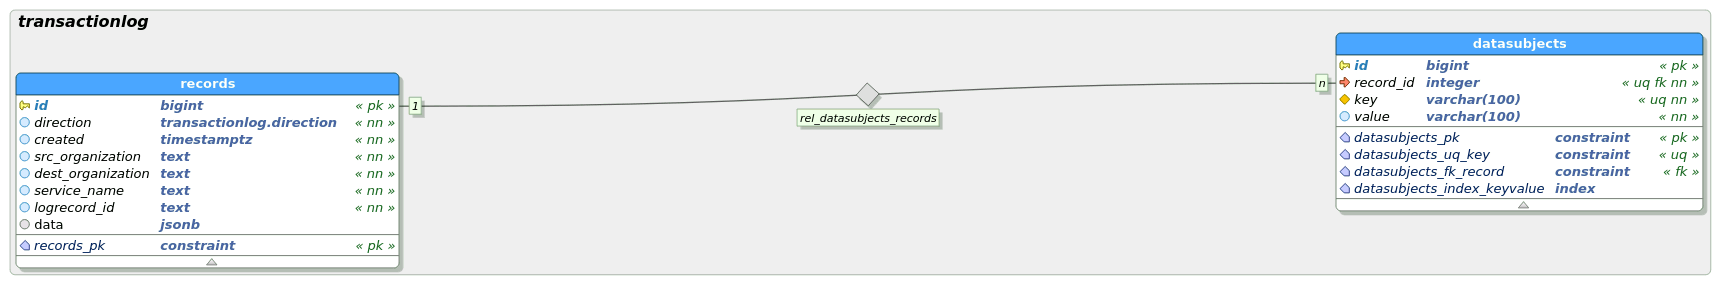 transactionlog
records
id bigint « pk »
direction transactionlog.direction « nn »
created timestamptz « nn »
src_organization text « nn »
dest_organization text « nn »
service_name text « nn »
logrecord_id text « nn »
data jsonb
records_pk constraint « pk »
1
rel_datasubjects_records
n
datasubjects
id bigint « pk »
record_id integer « uq fk nn »
key varchar(100) « uq nn »
value varchar(100) « nn »
datasubjects_pk constraint « pk »
datasubjects_uq_key constraint « uq »
datasubjects_fk_record constraint « fk »
datasubjects_index_keyvalue index